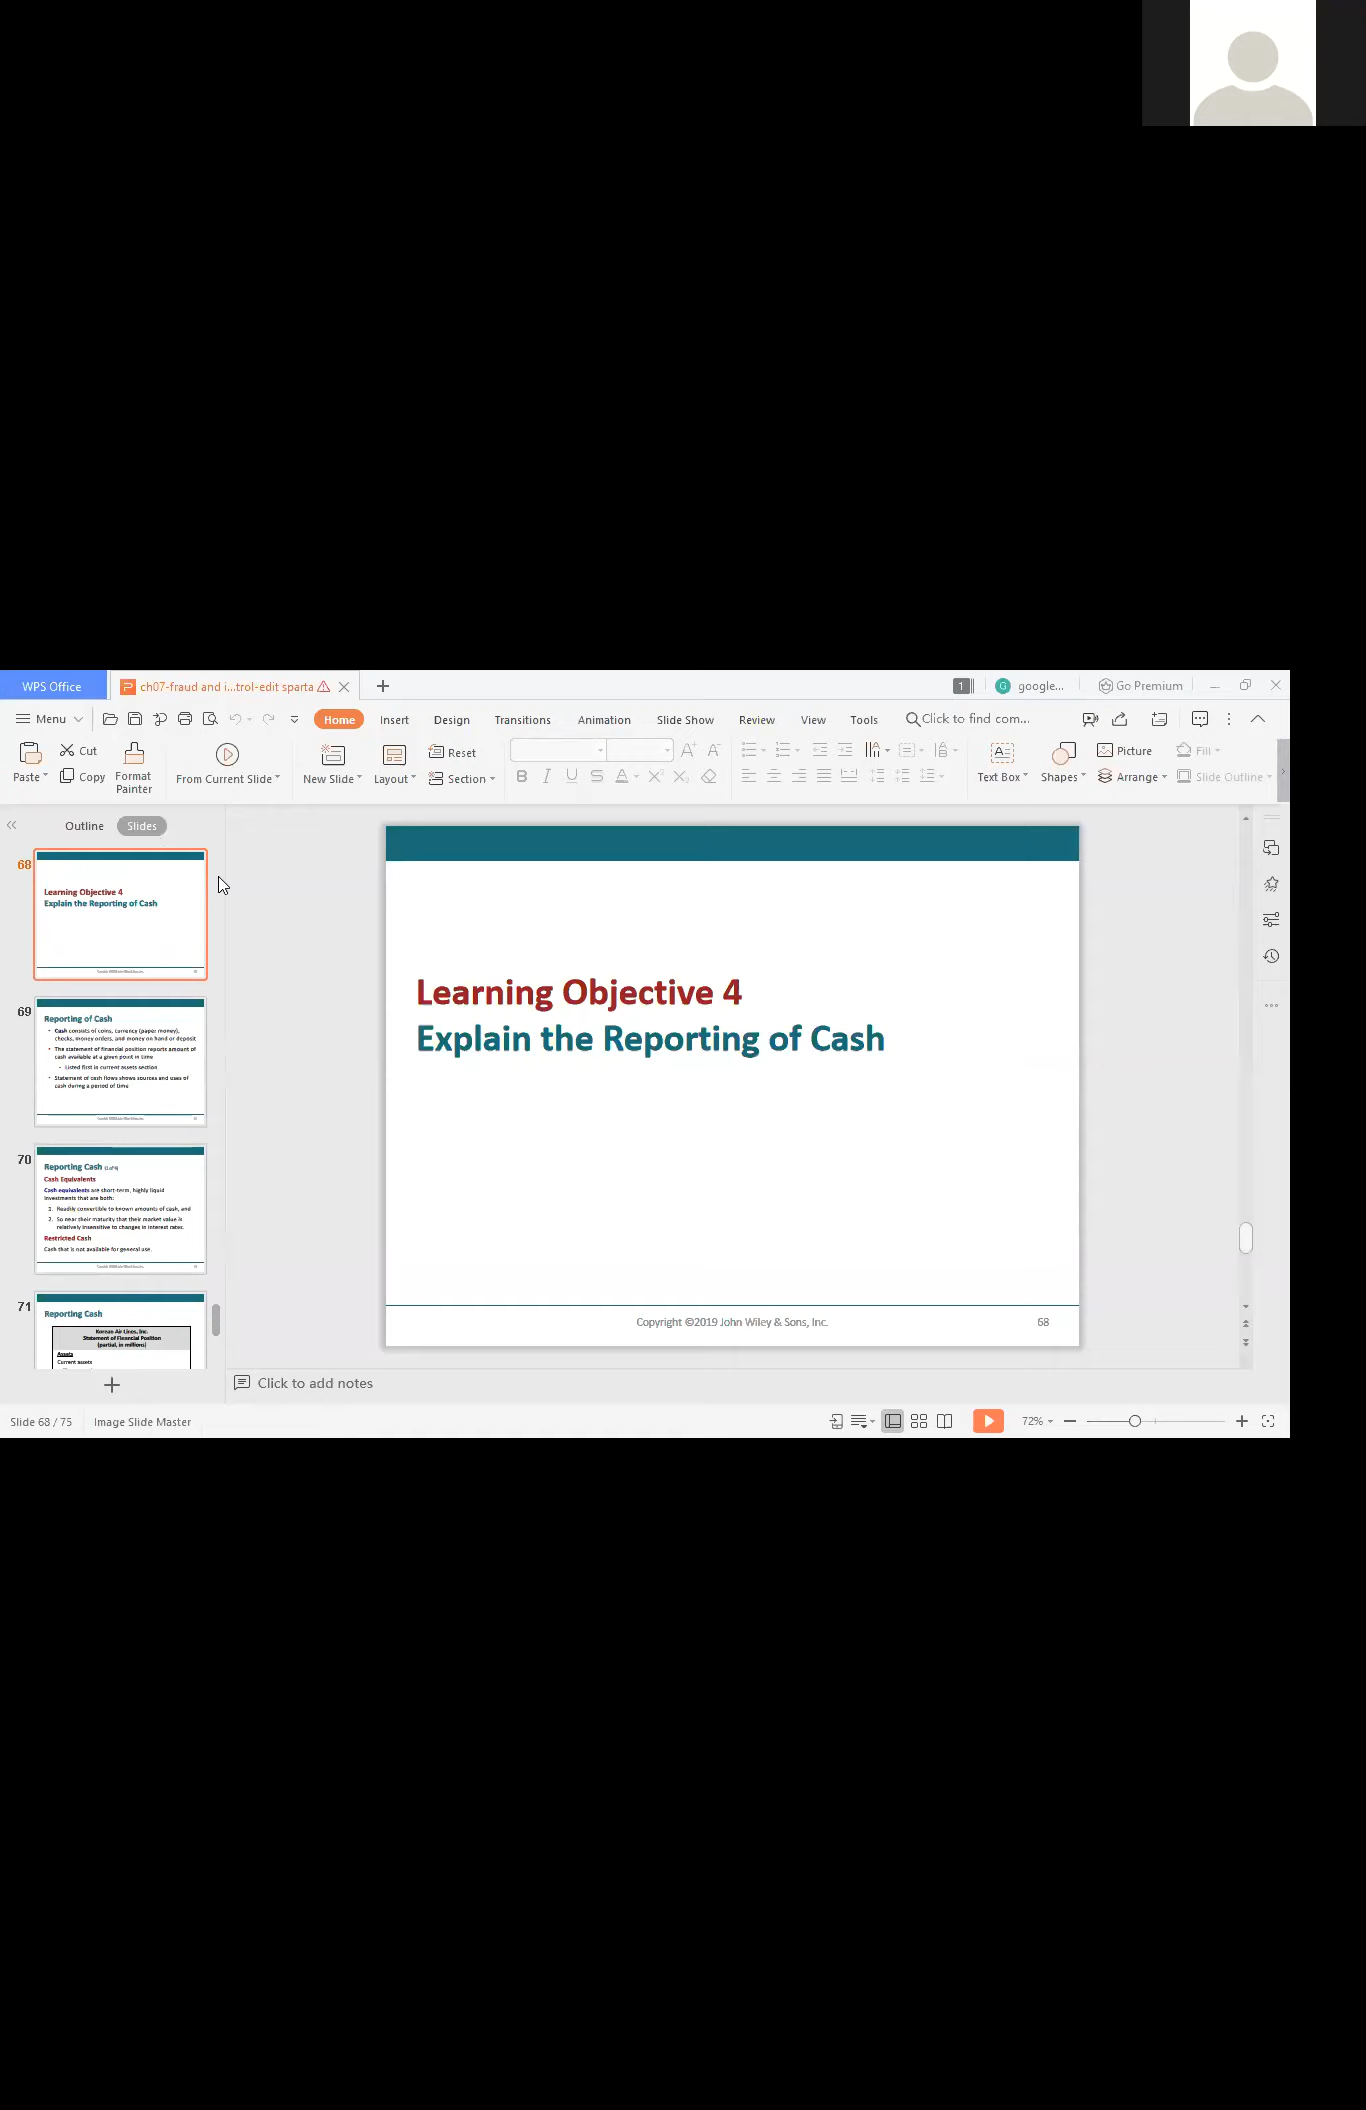 WPS Office
ch07-fraud and i...trol-edit sparta
1
G
google...
Go Premium
Menu
Home
Insert
Design
Transitions
Animation
Slide Show
Review
View
Tools
Click to find com...
Paste
Cut
Copy
Format
Painter
From Current Slide
New Slide
Layout
Reset
Section
Text Box
Shapes
Picture
Arrange
Fill
Slide Outline
Outline
Slides
68
Learning Objective 4
Explain the Reporting of Cash
69
Reporting of Cash
• Cash consists of coins, currency (paper money),
checks, money orders, and money on hand or deposit
• The statement of financial position reports amount of
cash available at a given point in time
• Listed first in current assets section
• Statement of cash flows shows sources and uses of
cash during a period of time
70
Reporting Cash
Cash Equivalents
Cash equivalents are short-term, highly liquid
investments that are both:
1. Readily convertible to known amounts of cash, and
2. So near their maturity that their market value is
relatively insensitive to changes in interest rates.
Restricted Cash
Cash that is not available for general use.
71
Reporting Cash
Korean Air Lines, Inc.
Statement of Financial Position
(partial, in millions)
Assets
Current assets
Learning Objective 4
Explain the Reporting of Cash
Copyright ©2019 John Wiley & Sons, Inc.
68
Click to add notes
Slide 68 / 75
Image Slide Master
72%